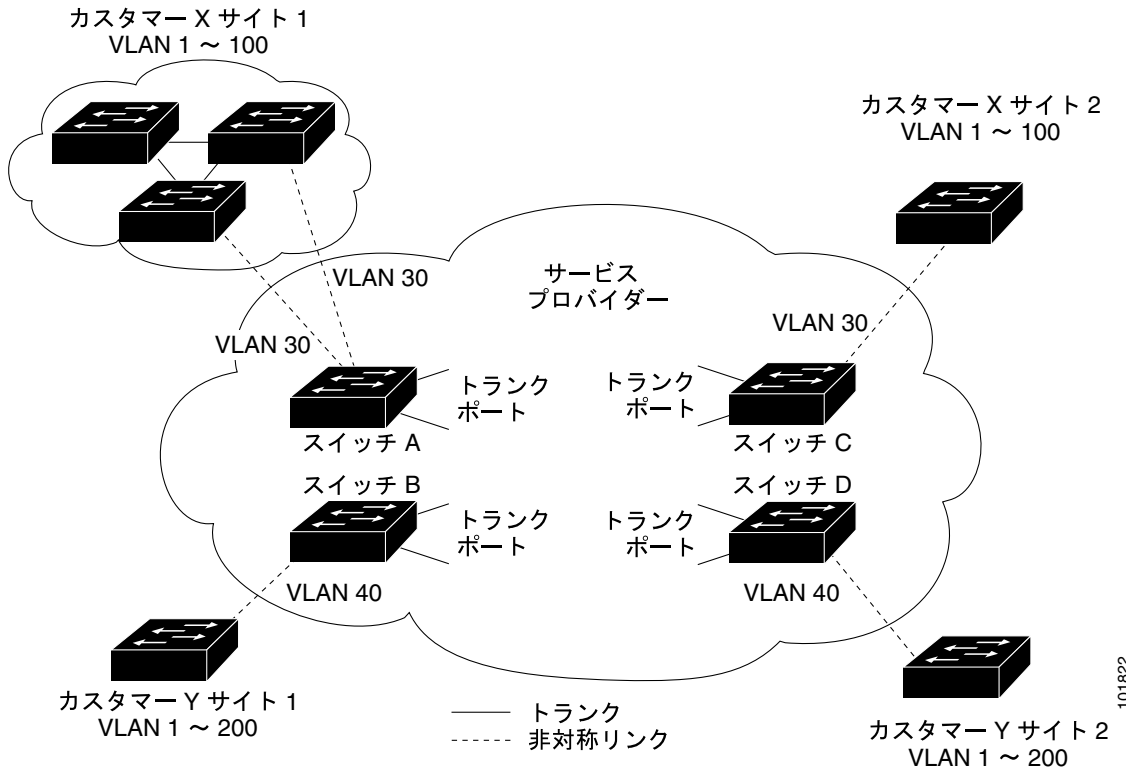 カスタマー X サイト 1
VLAN 1 ～ 100
カスタマー X サイト 2
VLAN 1 ～ 100
VLAN 30
サービス
プロバイダー
VLAN 30
VLAN 30
トランク
ポート
トランク
ポート
スイッチ A
スイッチ C
スイッチ B
スイッチ D
トランク
ポート
トランク
ポート
VLAN 40
VLAN 40
カスタマー Y サイト 1
VLAN 1 ～ 200
カスタマー Y サイト 2
VLAN 1 ～ 200
トランク
非対称リンク
101822